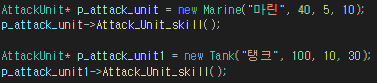 AttackUnit* p_attack_unit = new Marine("마린", 40, 5, 10);
p_attack_unit->Attack_Unit_skill();
AttackUnit* p_attack_unit1 = new Tank("탱크", 100, 10, 30);
p_attack_unit1->Attack_Unit_skill();